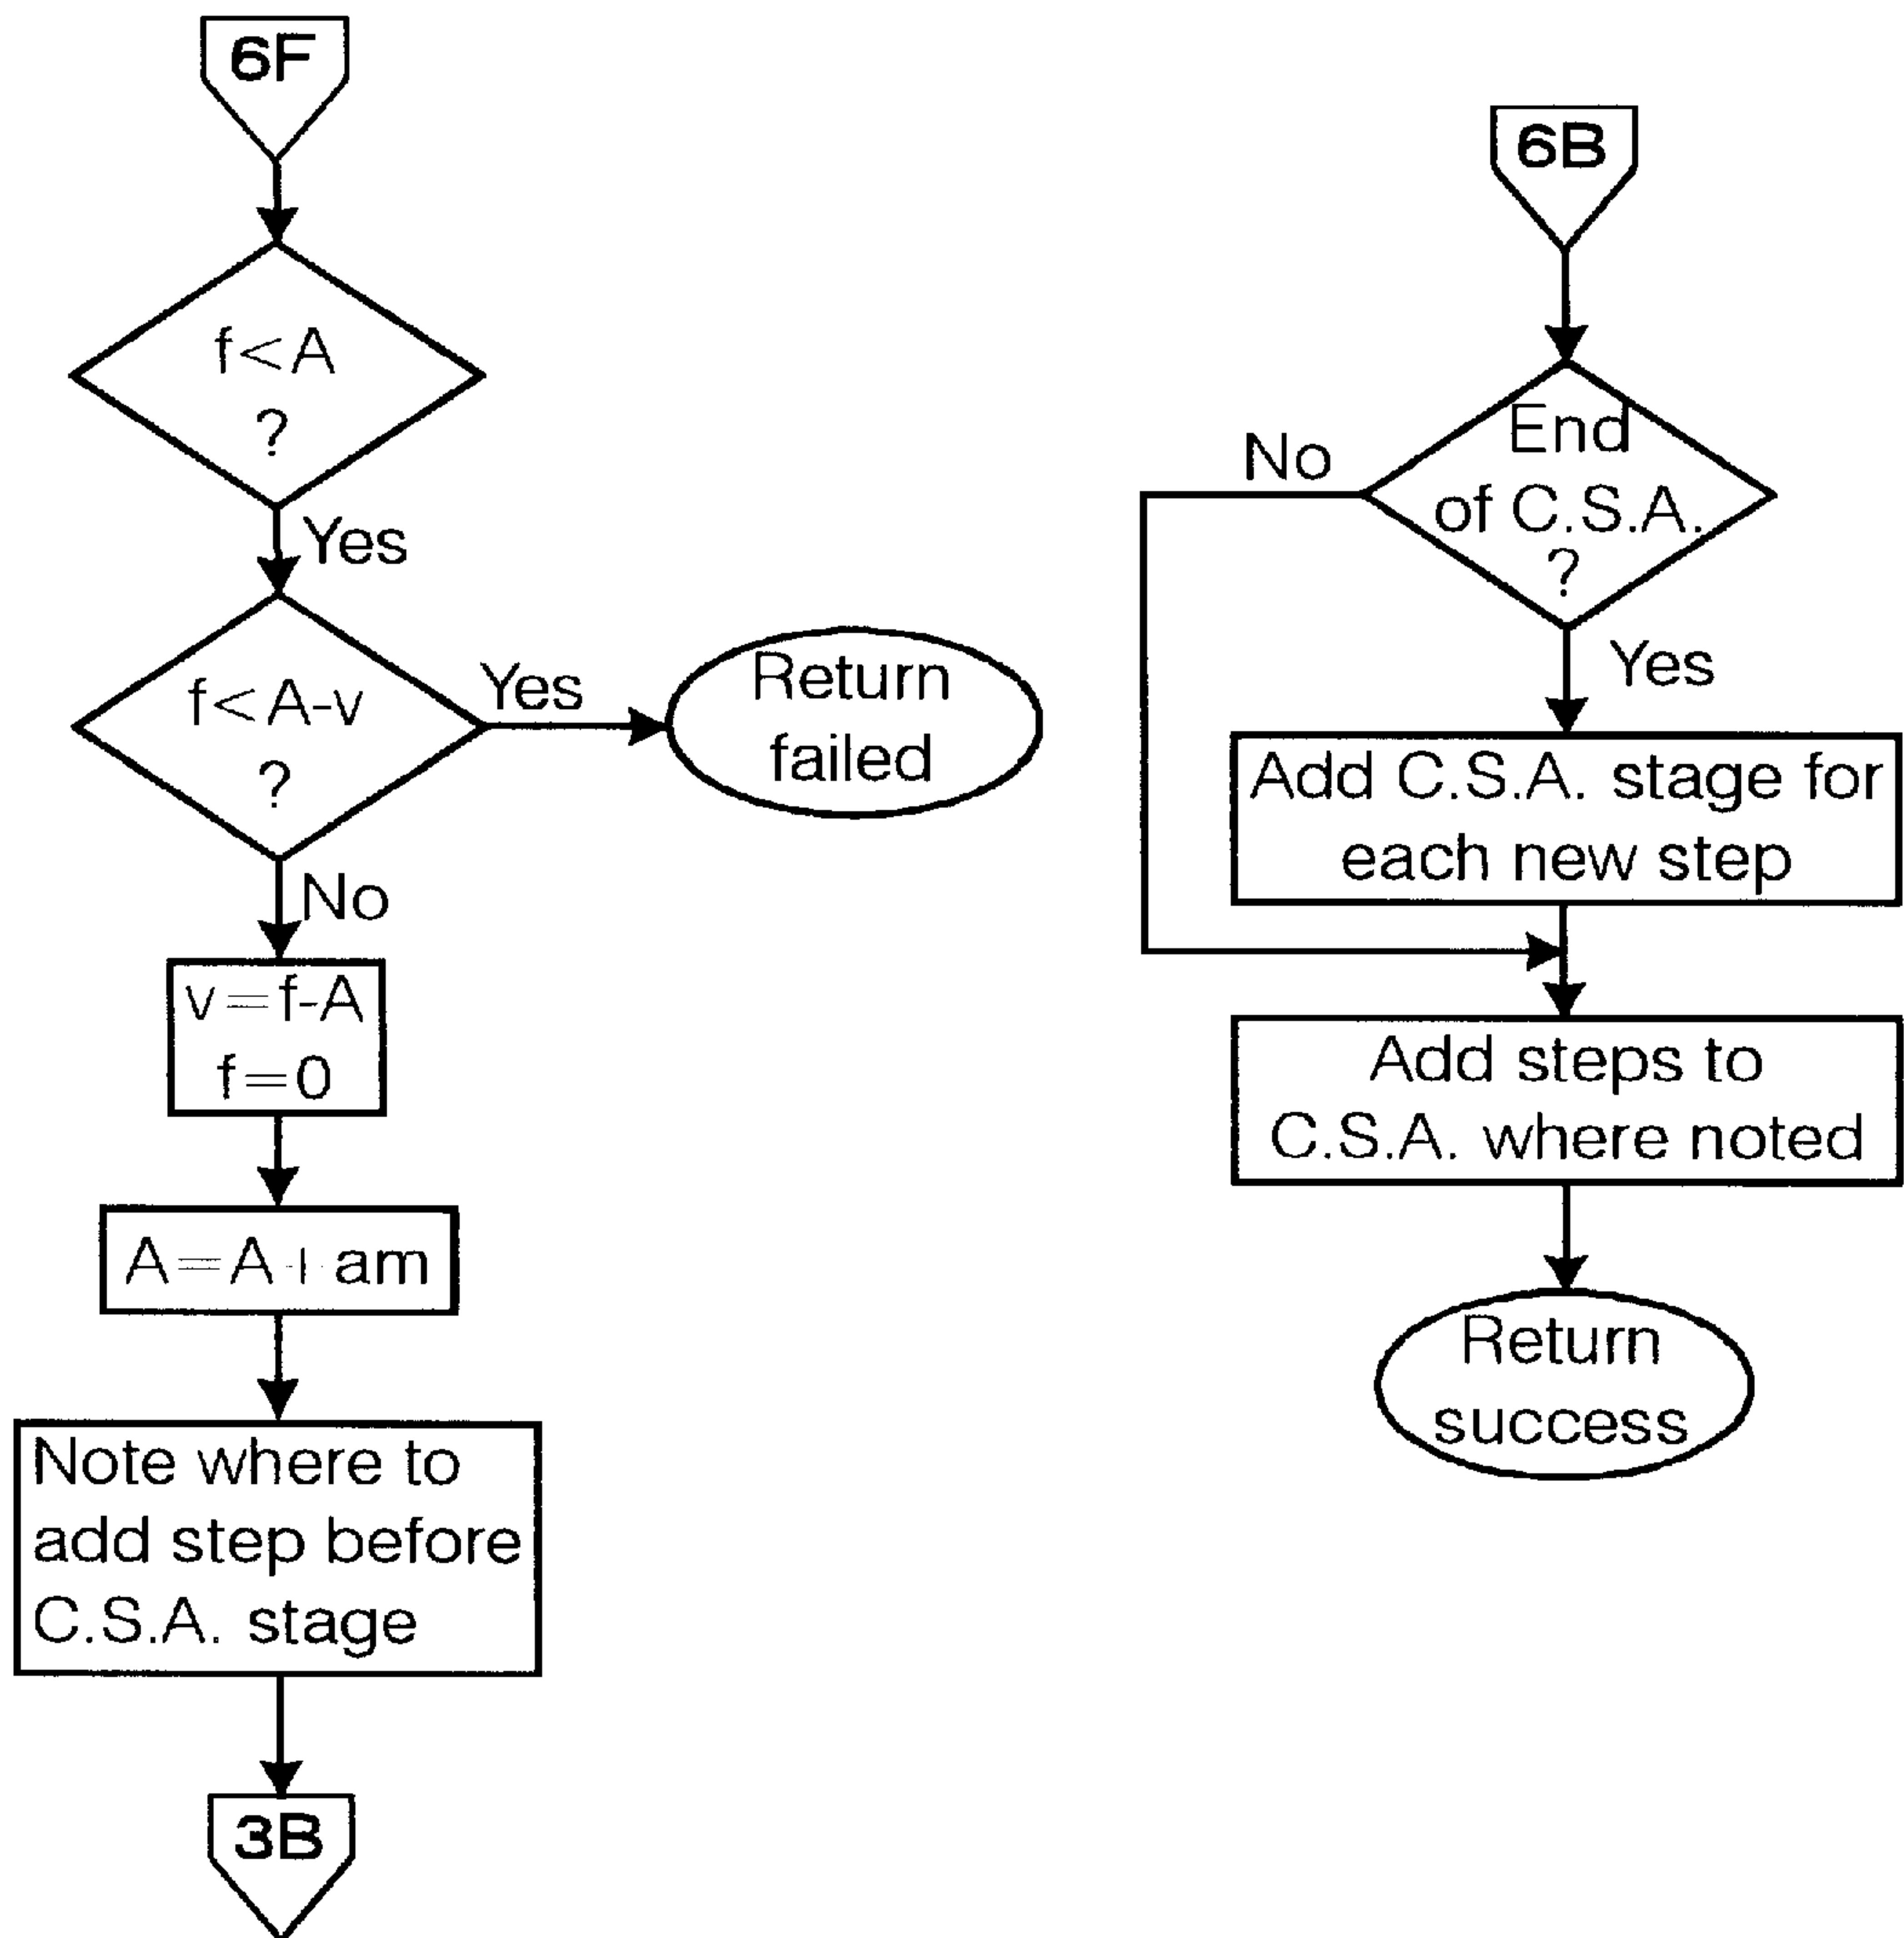 6F
f<A
?
Yes
f<A-v
?
Yes
Return
failed
No
v=f-A
f=0
A=A+am
Note where to
add step before
C.S.A. stage
3B
6B
End
of C.S.A.
?
No
Yes
Add C.S.A. stage for
each new step
Add steps to
C.S.A. where noted
Return
success